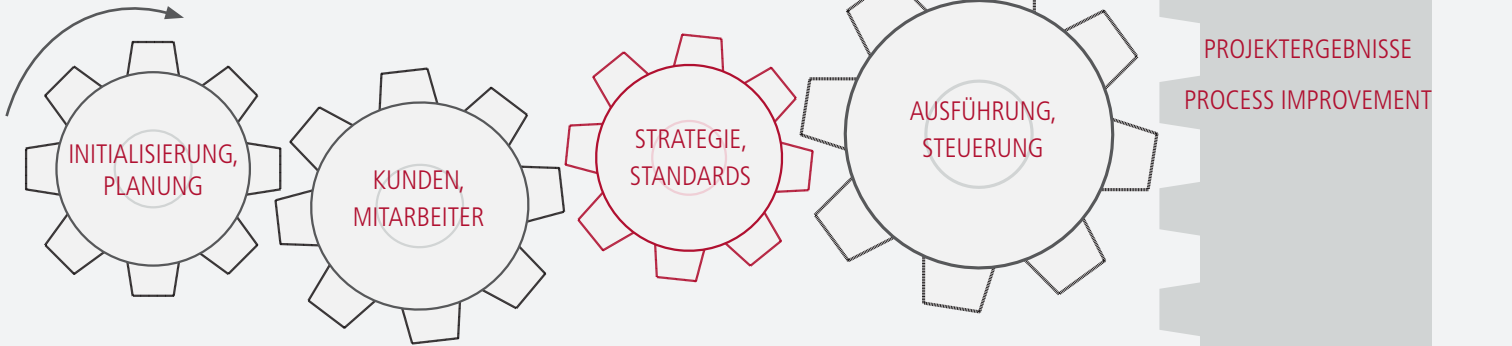 INITIALISIERUNG,
PLANUNG
KUNDEN,
MITARBEITER
STRATEGIE,
STANDARDS
AUSFÜHRUNG,
STEUERUNG
PROJEKTERGEBNISSE
PROCESS IMPROVEMENT